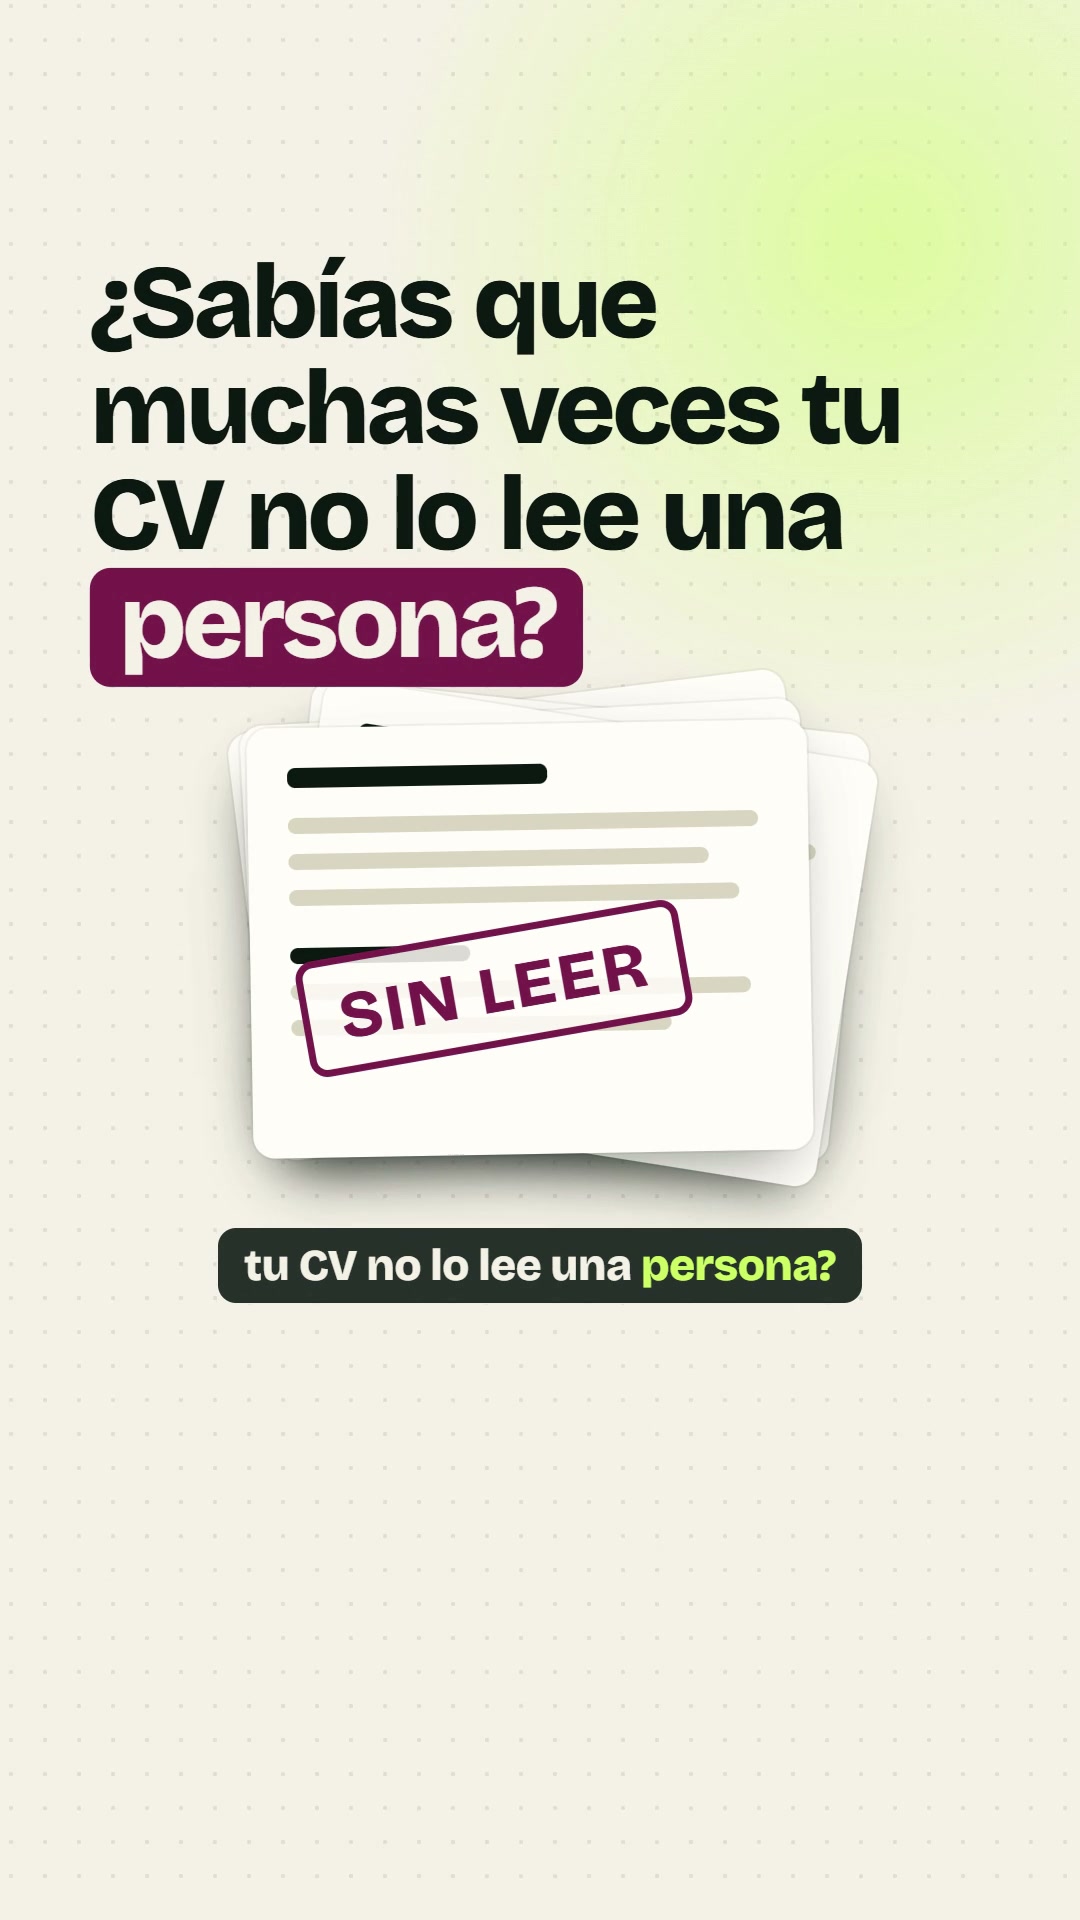 ¿Sabías que
muchas veces tu
CV no lo lee una
persona?
SIN LEER
tu CV no lo lee una persona?